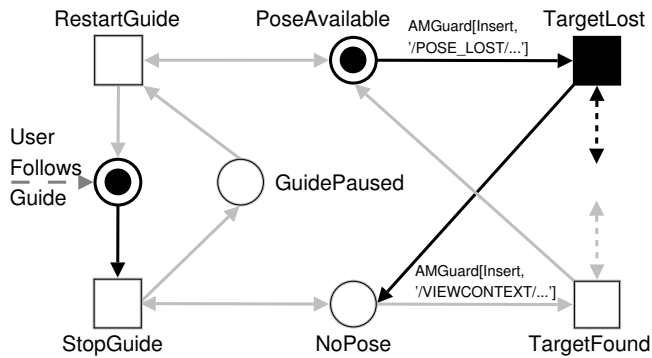 RestartGuide
PoseAvailable
TargetLost
AMGuard[Insert,
'/POSE_LOST/...']
User
Follows
Guide
GuidePaused
AMGuard[Insert,
'/VIEWCONTEXT/...']
StopGuide
NoPose
TargetFound